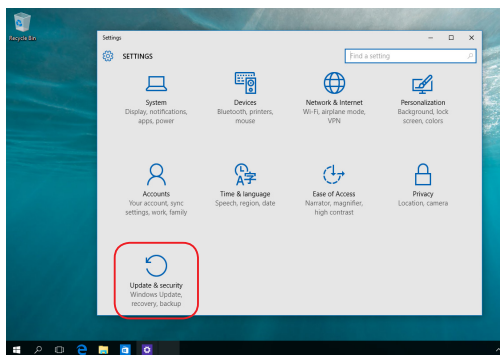 Recycle Bin
Settings
SETTINGS
Find a setting
System
Display, notifications,
apps, power
Devices
Bluetooth, printers,
mouse
Network & Internet
Wi-Fi, airplane mode,
VPN
Personalization
Background, lock
screen, colors
Accounts
Your account, sync
settings, work, family
Time & language
Speech, region, date
Ease of Access
Narrator, magnifier,
high contrast
Privacy
Location, camera
Update & security
Windows Update,
recovery, backup